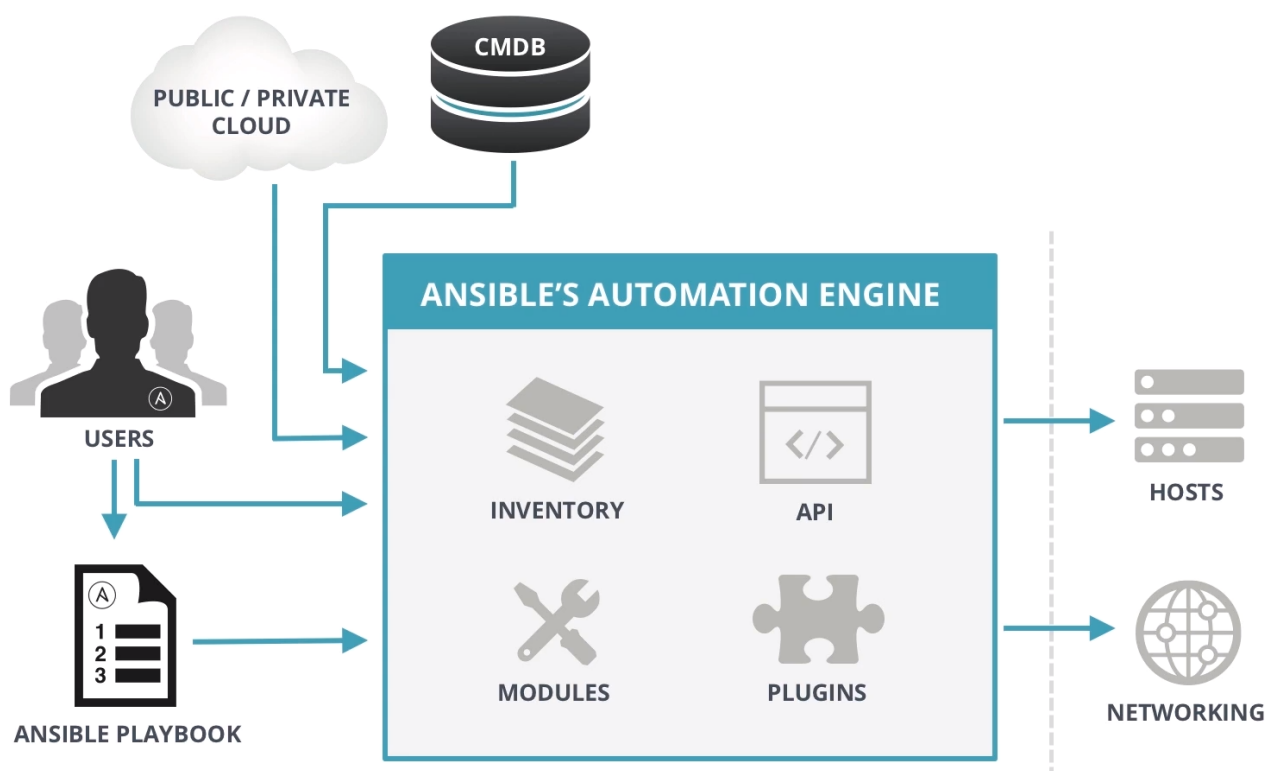 CMDB
PUBLIC / PRIVATE
CLOUD
ANSIBLE’S AUTOMATION ENGINE
USERS
INVENTORY
API
HOSTS
A
1
2
3
MODULES
PLUGINS
NETWORKING
ANSIBLE PLAYBOOK